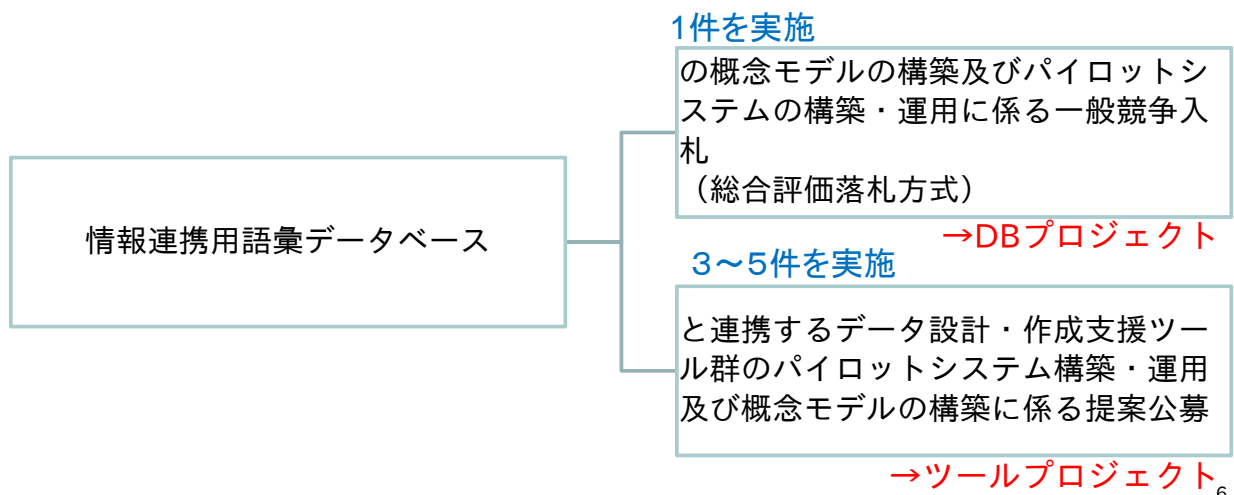 情報連携用語彙データベース
1件を実施
の概念モデルの構築及びパイロットシ
ステムの構築・運用に係る一般競争入
札
（総合評価落札方式）
→DBプロジェクト
３～５件を実施
と連携するデータ設計・作成支援ツー
ル群のパイロットシステム構築・運用
及び概念モデルの構築に係る提案公募
→ツールプロジェクト
6